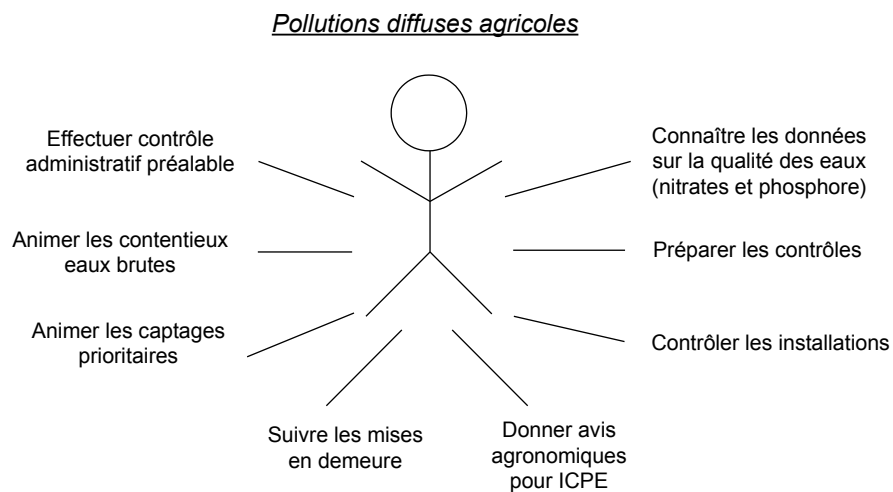 Pollutions diffuses agricoles
Effectuer contrôle
administratif préalable
Connaître les données
sur la qualité des eaux
(nitrates et phosphore)
Animer les contentieux
eaux brutes
Préparer les contrôles
Animer les captages
prioritaires
Contrôler les installations
Suivre les mises
en demeure
Donner avis
agronomiques
pour ICPE